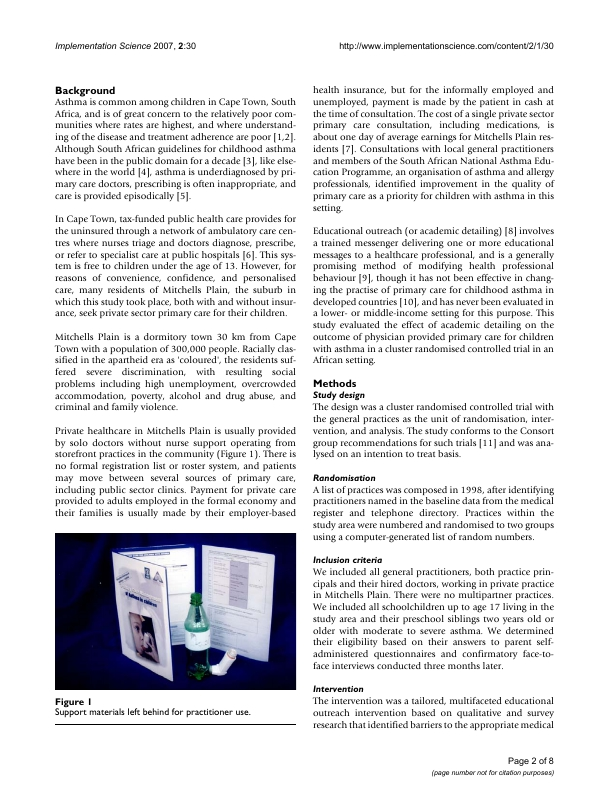 Implementation Science 2007, 2:30
http://www.implementationscience.com/content/2/1/30
Background
Asthma is common among children in Cape Town, South
Africa, and is of great concern to the relatively poor com-
munities where rates are highest, and where understand-
ing of the disease and treatment adherence are poor [1,2].
Although South African guidelines for childhood asthma
have been in the public domain for a decade [3], like else-
where in the world [4], asthma is underdiagnosed by pri-
mary care doctors, prescribing is often inappropriate, and
care is provided episodically [5].
In Cape Town, tax-funded public health care provides for
the uninsured through a network of ambulatory care cen-
tres where nurses triage and doctors diagnose, prescribe,
or refer to specialist care at public hospitals [6]. This sys-
tem is free to children under the age of 13. However, for
reasons of convenience, confidence, and personalised
care, many residents of Mitchells Plain, the suburb in
which this study took place, both with and without insur-
ance, seek private sector primary care for their children.
Mitchells Plain is a dormitory town 30 km from Cape
Town with a population of 300,000 people. Racially clas-
sified in the apartheid era as 'coloured', the residents suf-
fered severe discrimination, with resulting social
problems including high unemployment, overcrowded
accommodation, poverty, alcohol and drug abuse, and
criminal and family violence.
Private healthcare in Mitchells Plain is usually provided
by solo doctors without nurse support operating from
storefront practices in the community (Figure 1). There is
no formal registration list or roster system, and patients
may move between several sources of primary care,
including public sector clinics. Payment for private care
provided to adults employed in the formal economy and
their families is usually made by their employer-based
Figure 1
Support materials left behind for practitioner use.
health insurance, but for the informally employed and
unemployed, payment is made by the patient in cash at
the time of consultation. The cost of a single private sector
primary care consultation, including medications, is
about one day of average earnings for Mitchells Plain res-
idents [7]. Consultations with local general practitioners
and members of the South African National Asthma Edu-
cation Programme, an organisation of asthma and allergy
professionals, identified improvement in the quality of
primary care as a priority for children with asthma in this
setting.
Educational outreach (or academic detailing) [8] involves
a trained messenger delivering one or more educational
messages to a healthcare professional, and is a generally
promising method of modifying health professional
behaviour [9], though it has not been effective in chang-
ing the practise of primary care for childhood asthma in
developed countries [10], and has never been evaluated in
a lower- or middle-income setting for this purpose. This
study evaluated the effect of academic detailing on the
outcome of physician provided primary care for children
with asthma in a cluster randomised controlled trial in an
African setting.
Methods
Study design
The design was a cluster randomised controlled trial with
the general practices as the unit of randomisation, inter-
vention, and analysis. The study conforms to the Consort
group recommendations for such trials [11] and was ana-
lysed on an intention to treat basis.
Randomisation
A list of practices was composed in 1998, after identifying
practitioners named in the baseline data from the medical
register and telephone directory. Practices within the
study area were numbered and randomised to two groups
using a computer-generated list of random numbers.
Inclusion criteria
We included all general practitioners, both practice prin-
cipals and their hired doctors, working in private practice
in Mitchells Plain. There were no multipartner practices.
We included all schoolchildren up to age 17 living in the
study area and their preschool siblings two years old or
older with moderate to severe asthma. We determined
their eligibility based on their answers to parent self-
administered questionnaires and confirmatory face-to-
face interviews conducted three months later.
Intervention
The intervention was a tailored, multifaceted educational
outreach intervention based on qualitative and survey
research that identified barriers to the appropriate medical
Page 2 of 8
(page number not for citation purposes)